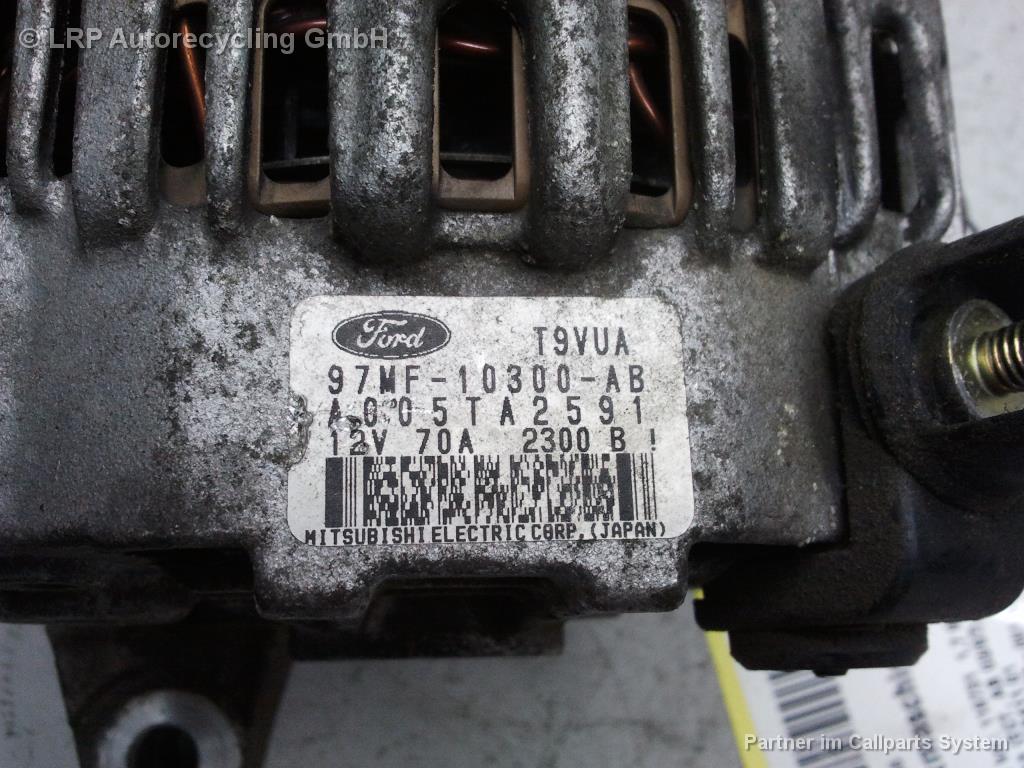 © LRP Autorecycling GmbH
Ford T9VUA
97MF-10300-AB
A005TA2591
12V 70A 2300 B !
MITSUBISHI ELECTRIC CORP. (JAPAN)
Partner im Callparts System